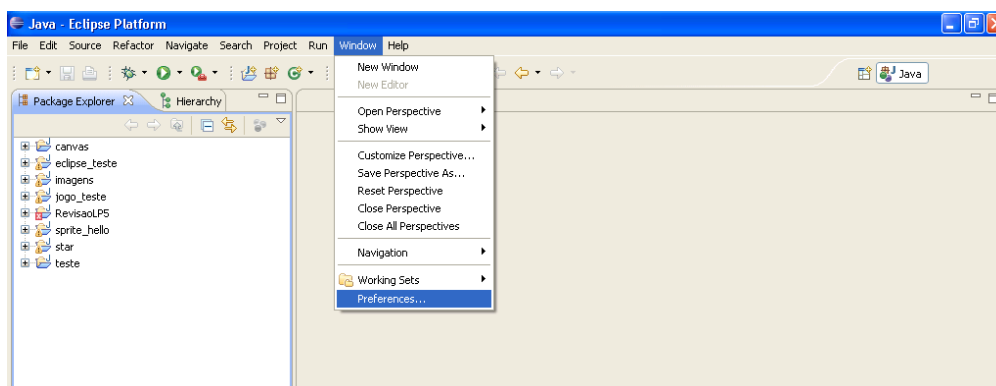 Java - Eclipse Platform
File Edit Source Refactor Navigate Search Project Run Window Help
Java
Package Explorer Hierarchy
canvas
eclipse_teste
imagens
jogo_teste
RevisaoLP5
sprite_hello
star
teste
New Window
New Editor
Open Perspective
Show View
Customize Perspective...
Save Perspective As...
Reset Perspective
Close Perspective
Close All Perspectives
Navigation
Working Sets
Preferences...